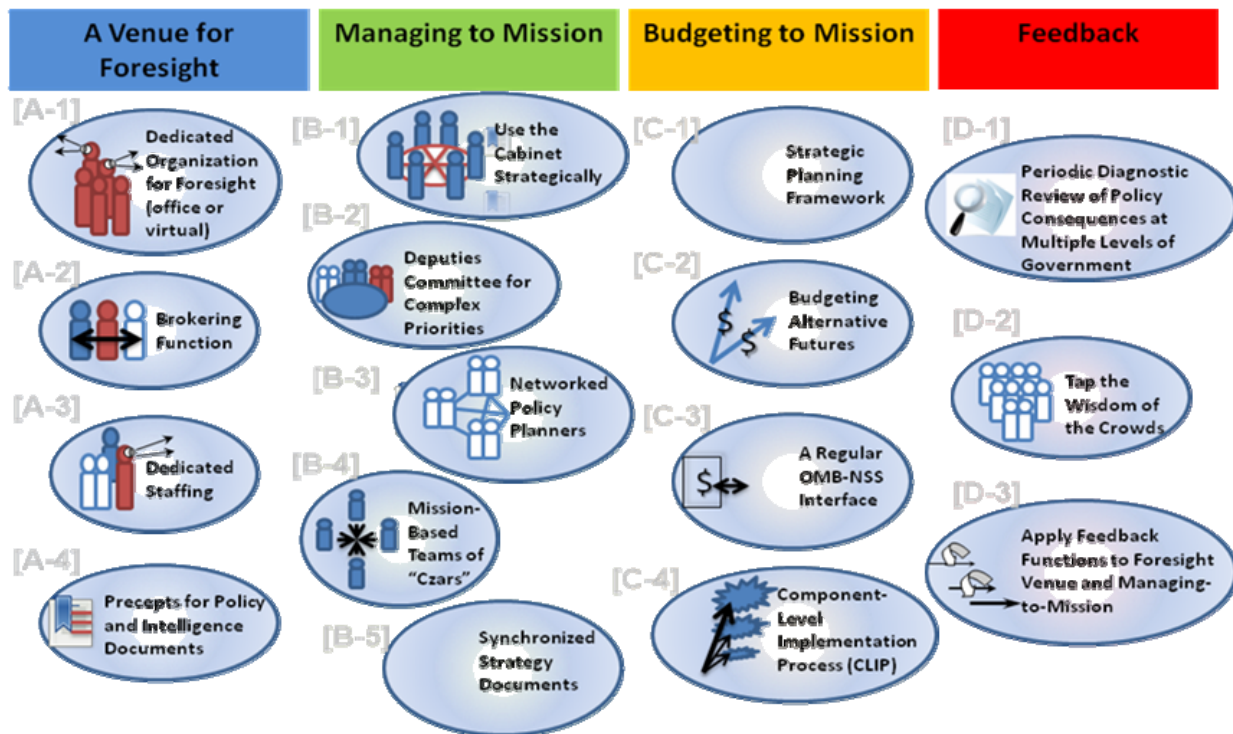 A Venue for
Foresight
[A-1]
Dedicated
Organization
for Foresight
(office or
virtual)
[A-2]
Brokering
Function
[A-3]
Dedicated
Staffing
[A-4]
Precepts for Policy
and Intelligence
Documents
Managing to Mission
[B-1]
Use the
Cabinet
Strategically
[B-2]
Deputies
Committee for
Complex
Priorities
[B-3]
Networked
Policy
Planners
[B-4]
Mission-
Based
Teams of
“Czars”
[B-5]
Synchronized
Strategy
Documents
Budgeting to Mission
[C-1]
Strategic
Planning
Framework
[C-2]
$
$
Budgeting
Alternative
Futures
[C-3]
$
A Regular
OMB-NSS
Interface
[C-4]
Component-
Level
Implementation
Process (CLIP)
Feedback
[D-1]
Periodic Diagnostic
Review of Policy
Consequences at
Multiple Levels of
Government
[D-2]
Tap the
Wisdom of
the Crowds
[D-3]
Apply Feedback
Functions to Foresight
Venue and Managing-
to-Mission